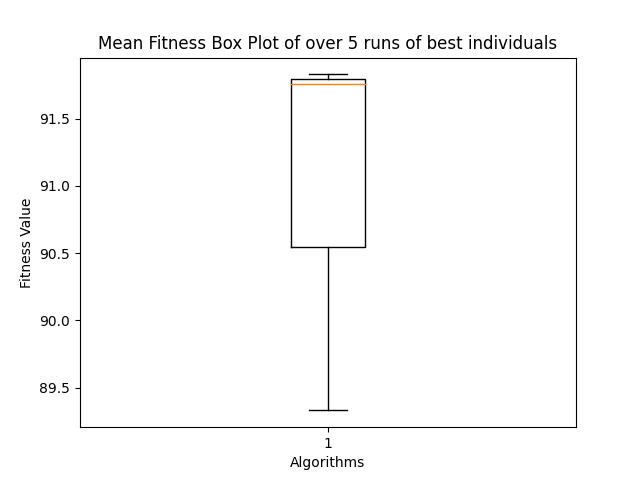 Mean Fitness Box Plot of over 5 runs of best individuals
91.5
91.0
90.5
90.0
89.5
Fitness Value
1
Algorithms